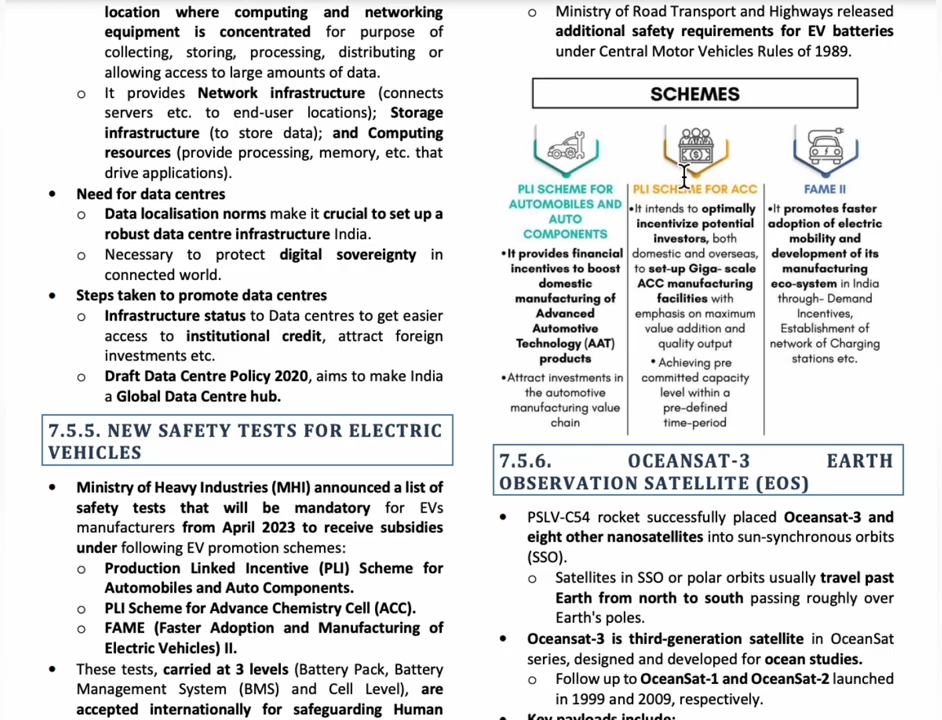 location where computing and networking
equipment is concentrated for purpose of
collecting, storing, processing, distributing or
allowing access to large amounts of data.
o It provides Network infrastructure (connects
servers etc. to end-user locations); Storage
infrastructure (to store data); and Computing
resources (provide processing, memory, etc. that
drive applications).
• Need for data centres
o Data localisation norms make it crucial to set up a
robust data centre infrastructure India.
o Necessary to protect digital sovereignty in
connected world.
• Steps taken to promote data centres
o Infrastructure status to Data centres to get easier
access to institutional credit, attract foreign
investments etc.
o Draft Data Centre Policy 2020, aims to make India
a Global Data Centre hub.
7.5.5. NEW SAFETY TESTS FOR ELECTRIC
VEHICLES
• Ministry of Heavy Industries (MHI) announced a list of
safety tests that will be mandatory for EVs
manufacturers from April 2023 to receive subsidies
under following EV promotion schemes:
o Production Linked Incentive (PLI) Scheme for
Automobiles and Auto Components.
o PLI Scheme for Advance Chemistry Cell (ACC).
o FAME (Faster Adoption and Manufacturing of
Electric Vehicles) II.
• These tests, carried at 3 levels (Battery Pack, Battery
Management System (BMS) and Cell Level), are
accepted internationally for safeguarding Human
o Ministry of Road Transport and Highways released
additional safety requirements for EV batteries
under Central Motor Vehicles Rules of 1989.
SCHEMES
PLI SCHEME FOR
AUTOMOBILES AND
AUTO
COMPONENTS
•It provides financial
incentives to boost
domestic
manufacturing of
Advanced
Automotive
Technology (AAT)
products
•Attract investments in
the automotive
manufacturing value
chain
PLI SCHEME FOR ACC
•It intends to optimally
incentivize potential
investors, both
domestic and overseas,
to set-up Giga- scale
ACC manufacturing
facilities with
emphasis on maximum
value addition and
quality output
• Achieving pre
committed capacity
level within a
pre-defined
time-period
FAME II
•It promotes faster
adoption of electric
mobility and
development of its
manufacturing
eco-system in India
through- Demand
Incentives,
Establishment of
network of Charging
stations etc.
7.5.6. OCEANSAT-3 EARTH
OBSERVATION SATELLITE (EOS)
• PSLV-C54 rocket successfully placed Oceansat-3 and
eight other nanosatellites into sun-synchronous orbits
(SSO).
o Satellites in SSO or polar orbits usually travel past
Earth from north to south passing roughly over
Earth's poles.
• Oceansat-3 is third-generation satellite in OceanSat
series, designed and developed for ocean studies.
o Follow up to OceanSat-1 and OceanSat-2 launched
in 1999 and 2009, respectively.
• Key payloads include: